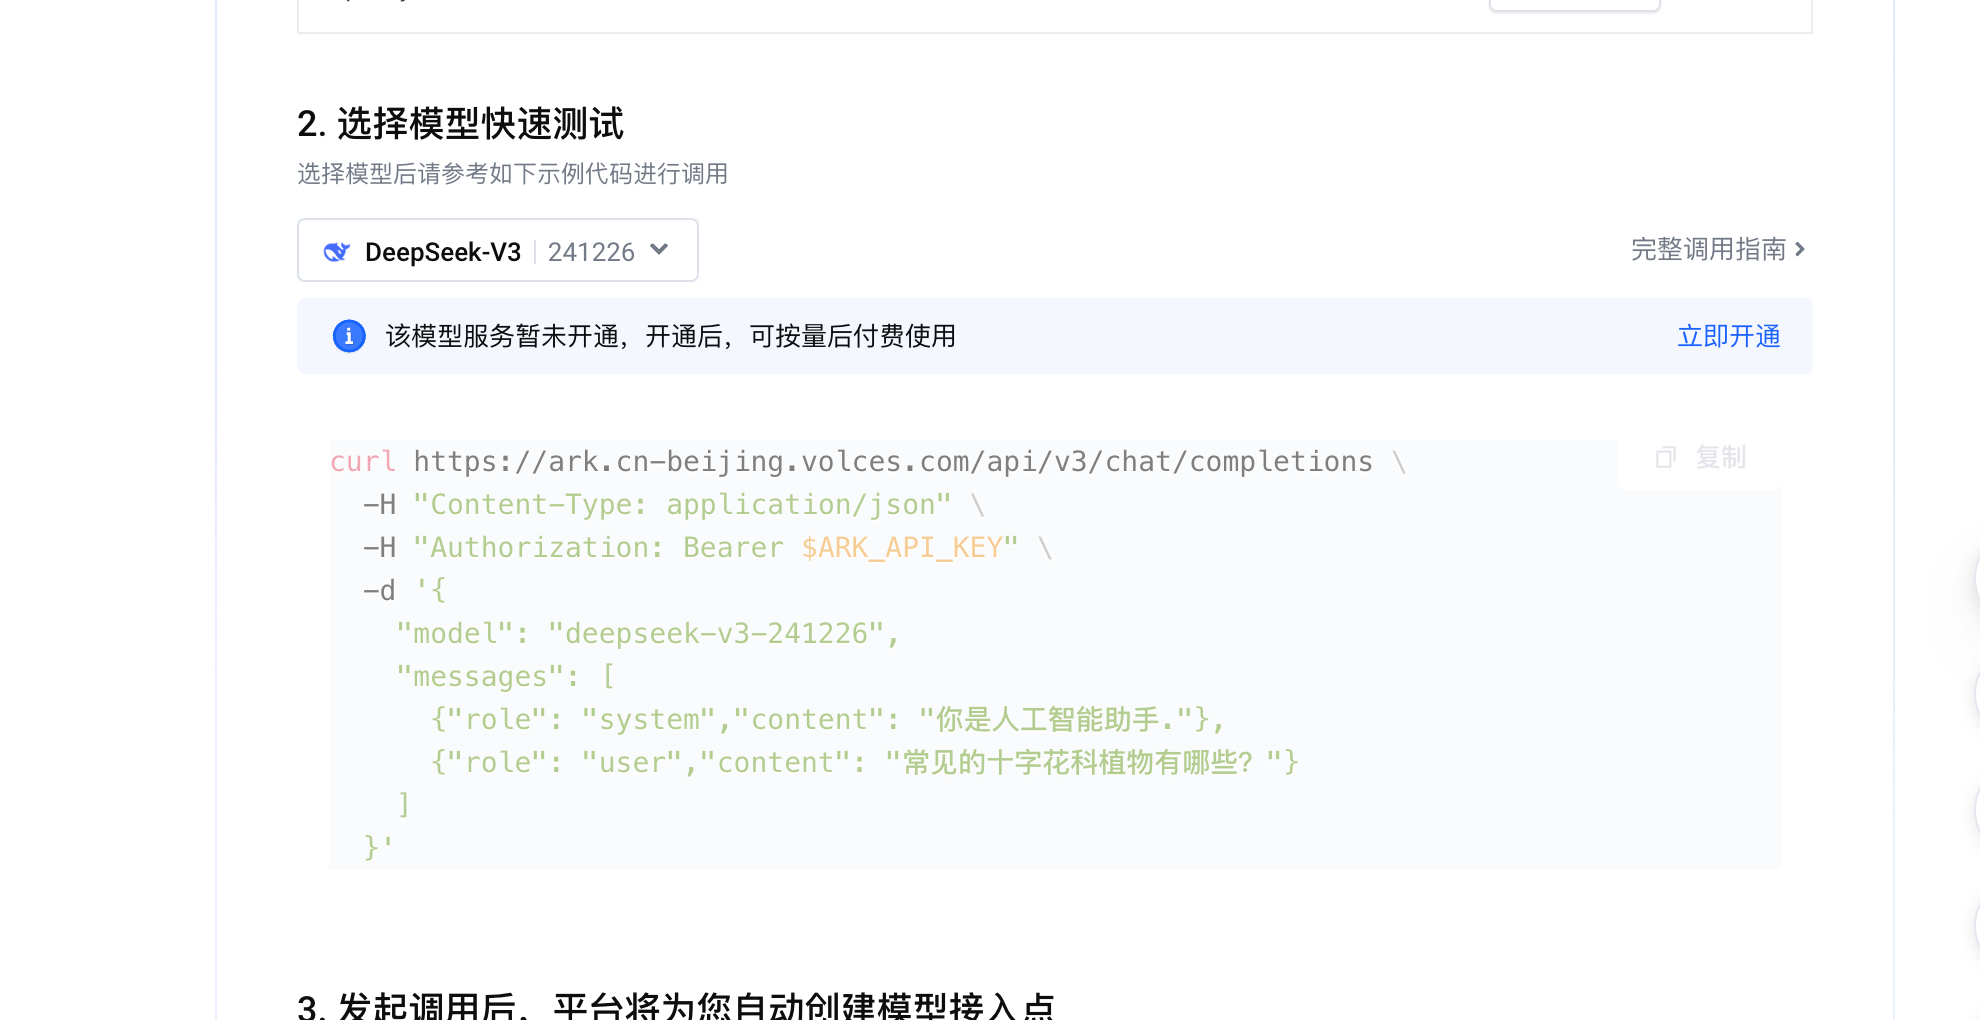 2. 选择模型快速测试
选择模型后请参考如下示例代码进行调用
DeepSeek-V3 241226
完整调用指南
该模型服务暂未开通，开通后，可按量后付费使用
立即开通
复制
curl https://ark.cn-beijing.volces.com/api/v3/chat/completions \
-H "Content-Type: application/json" \
-H "Authorization: Bearer $ARK_API_KEY" \
-d '{
"model": "deepseek-v3-241226",
"messages": [
{"role": "system","content": "你是人工智能助手."},
{"role": "user","content": "常见的十字花科植物有哪些？"}
]
}'
3. 发起调用后，平台将为您自动创建模型接入点